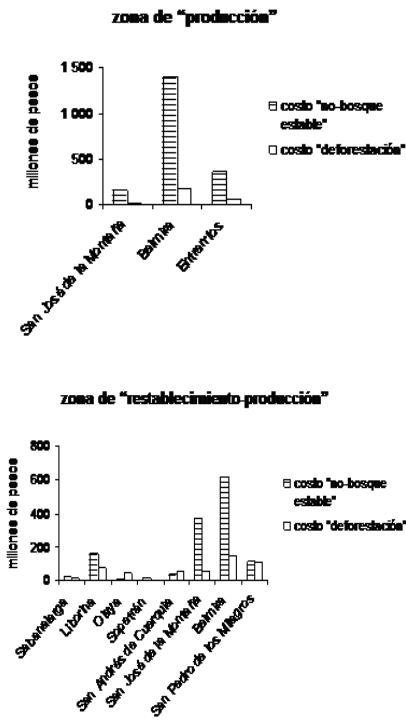 zona de “producción”
millones de pesos
1 500
1 000
500
0
costo "no-bosque
estable"
costo "deforestación"
San José de la Montaña
Belmira
Entrerríos
zona de “restablecimiento-producción”
millones de pesos
800
600
400
200
0
costo "no-bosque
estable"
costo "deforestación"
Sabanalarga
Liborina
Olaya
Sopetrán
San Andrés de Cuerquia
San José de la Montaña
Belmira
San Pedro de los Milagros